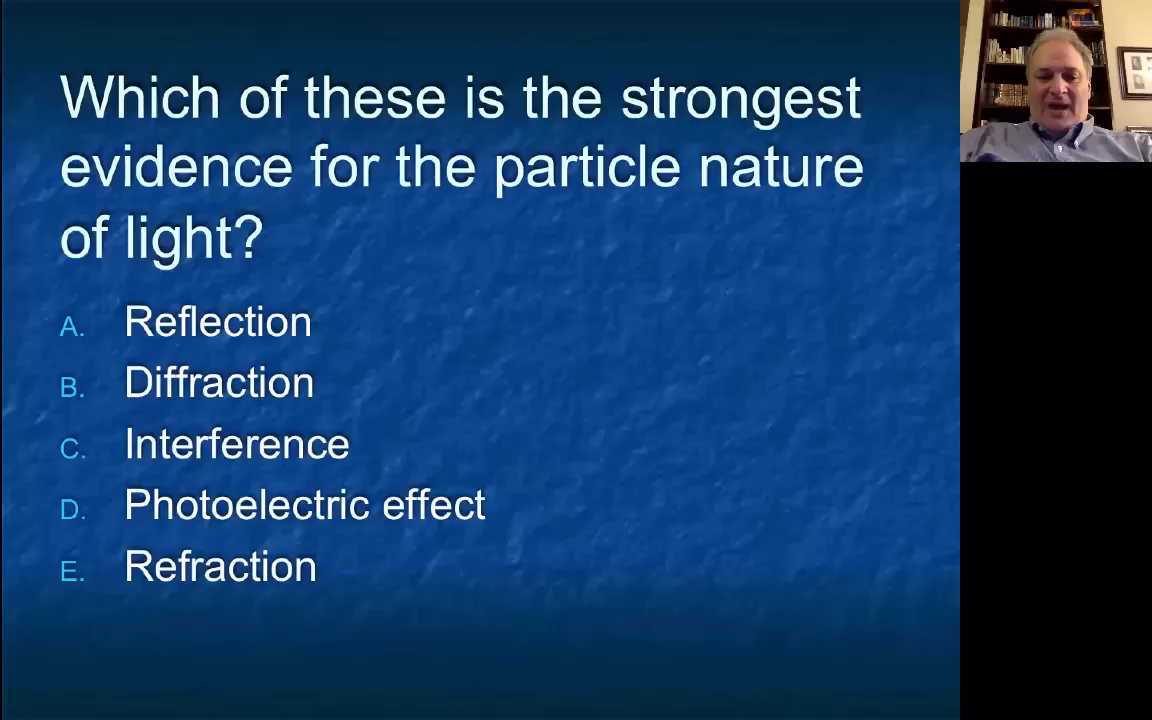 Which of these is the strongest
evidence for the particle nature
of light?
A. Reflection
B. Diffraction
C. Interference
D. Photoelectric effect
E. Refraction